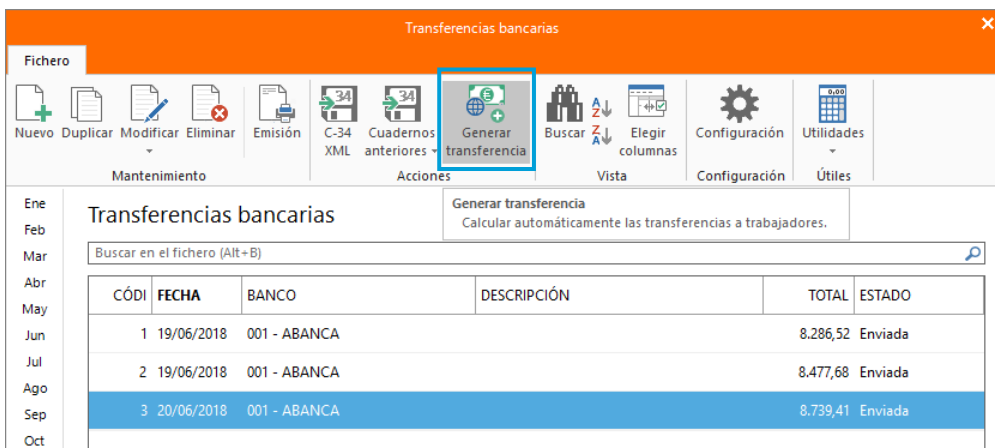 Transferencias bancarias
Fichero
Nuevo Duplicar Modificar Eliminar Emisión C-34 XML Cuadernos anteriores Generar transferencia Buscar Elegir columnas Configuración Utilidades
34 34 A Z Z A 0,00
Mantenimiento Acciones Vista Configuración Útiles
Generar transferencia
Calcular automáticamente las transferencias a trabajadores.
Ene
Feb
Mar
Abr
May
Jun
Jul
Ago
Sep
Oct
Transferencias bancarias
Buscar en el fichero (Alt+B)
CÓDI FECHA BANCO DESCRIPCIÓN TOTAL ESTADO
1 19/06/2018 001 - ABANCA 8.286,52 Enviada
2 19/06/2018 001 - ABANCA 8.477,68 Enviada
3 20/06/2018 001 - ABANCA 8.739,41 Enviada